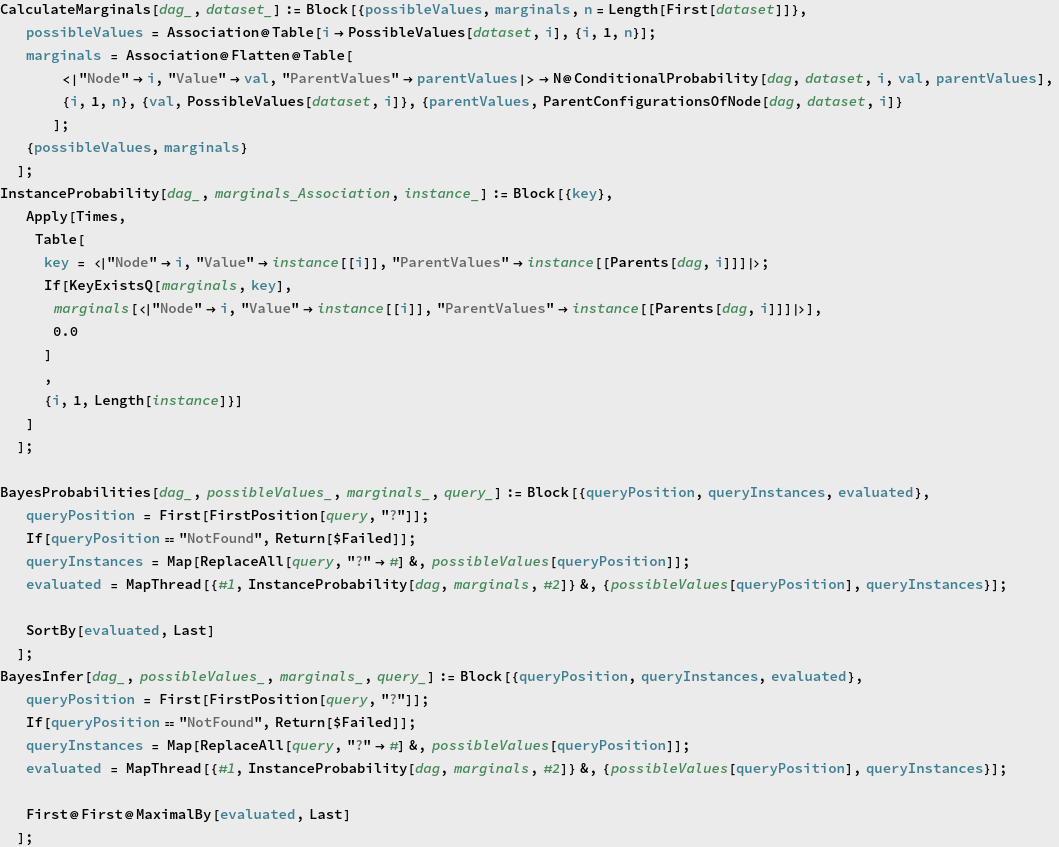 CalculateMarginals[dag_, dataset_] := Block[{possibleValues, marginals, n = Length[First[dataset]]},
possibleValues = Association@Table[i → PossibleValues[dataset, i], {i, 1, n}];
marginals = Association@Flatten@Table[
<|"Node" → i, "Value" → val, "ParentValues" → parentValues|> → N@ConditionalProbability[dag, dataset, i, val, parentValues],
{i, 1, n}, {val, PossibleValues[dataset, i]}, {parentValues, ParentConfigurationsOfNode[dag, dataset, i]}
];
{possibleValues, marginals}
];
InstanceProbability[dag_, marginals_Association, instance_] := Block[{key},
Apply[Times,
Table[
key = <|"Node" → i, "Value" → instance[[i]], "ParentValues" → instance[[Parents[dag, i]]]|>;
If[KeyExistsQ[marginals, key],
marginals[<|"Node" → i, "Value" → instance[[i]], "ParentValues" → instance[[Parents[dag, i]]]|>],
0.0
]
,
{i, 1, Length[instance]}]
]
];
BayesProbabilities[dag_, possibleValues_, marginals_, query_] := Block[{queryPosition, queryInstances, evaluated},
queryPosition = First[FirstPosition[query, "?"]];
If[queryPosition == "NotFound", Return[$Failed]];
queryInstances = Map[ReplaceAll[query, "?" → #] &, possibleValues[queryPosition]];
evaluated = MapThread[{#1, InstanceProbability[dag, marginals, #2]} &, {possibleValues[queryPosition], queryInstances}];
SortBy[evaluated, Last]
];
BayesInfer[dag_, possibleValues_, marginals_, query_] := Block[{queryPosition, queryInstances, evaluated},
queryPosition = First[FirstPosition[query, "?"]];
If[queryPosition == "NotFound", Return[$Failed]];
queryInstances = Map[ReplaceAll[query, "?" → #] &, possibleValues[queryPosition]];
evaluated = MapThread[{#1, InstanceProbability[dag, marginals, #2]} &, {possibleValues[queryPosition], queryInstances}];
First@First@MaximalBy[evaluated, Last]
];